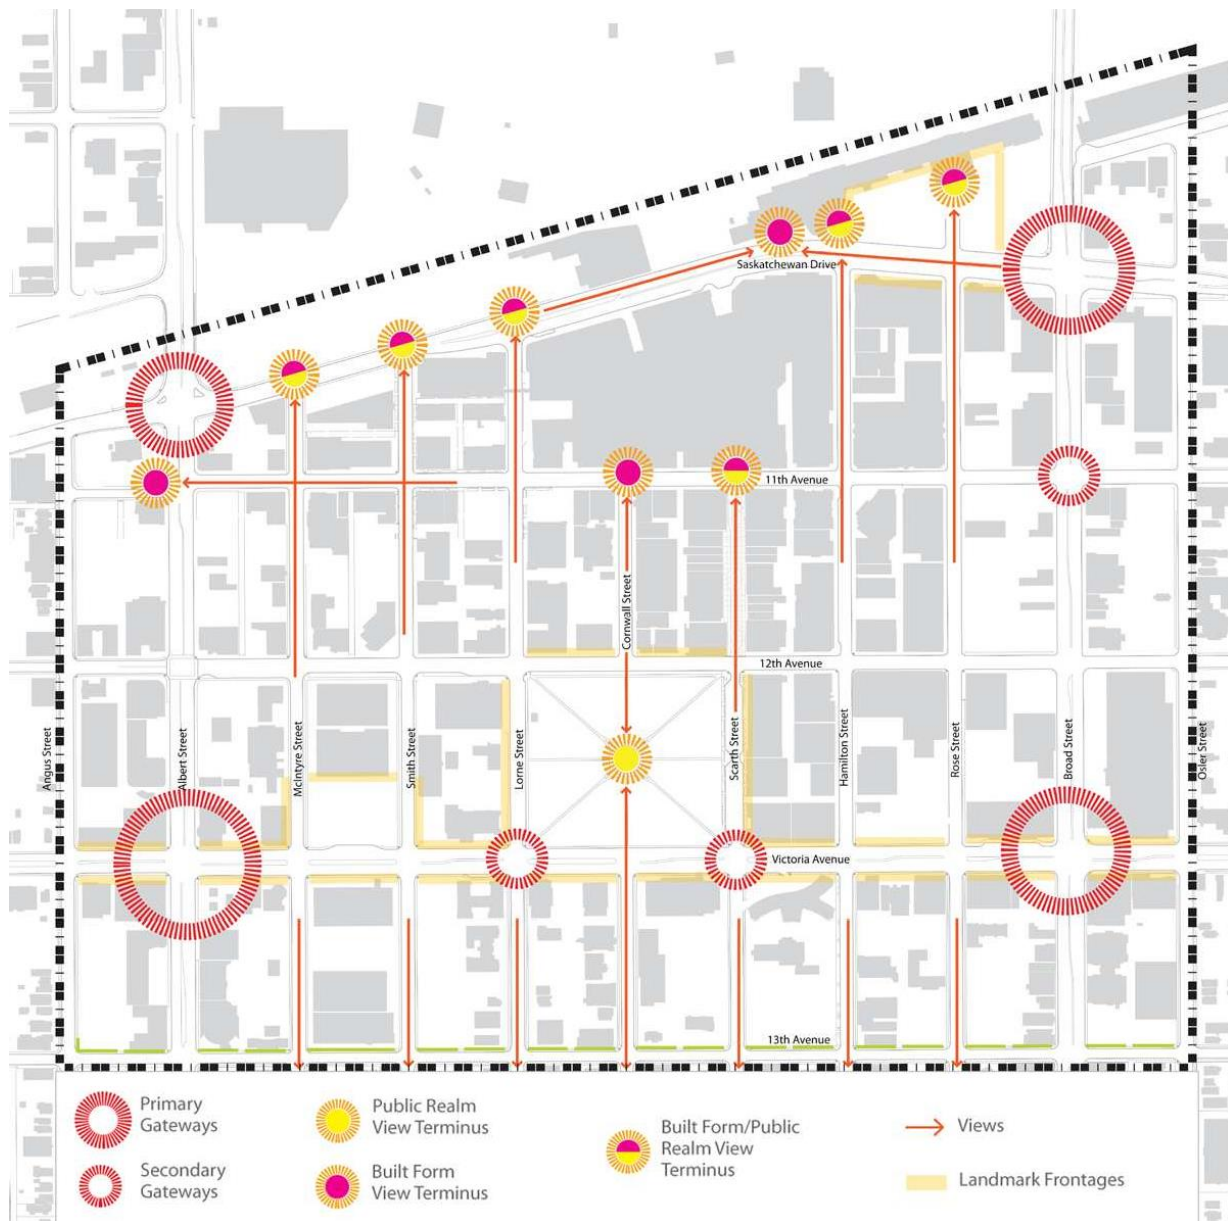 Saskatchewan Drive
11th Avenue
Cornwall Street
12th Avenue
Angus Street
Albert Street
McIntyre Street
Smith Street
Lorne Street
Scarth Street
Hamilton Street
Rose Street
Broad Street
Osler Street
Victoria Avenue
13th Avenue
Primary
Gateways
Secondary
Gateways
Public Realm
View Terminus
Built Form
View Terminus
Built Form/Public
Realm View
Terminus
Views
Landmark Frontages